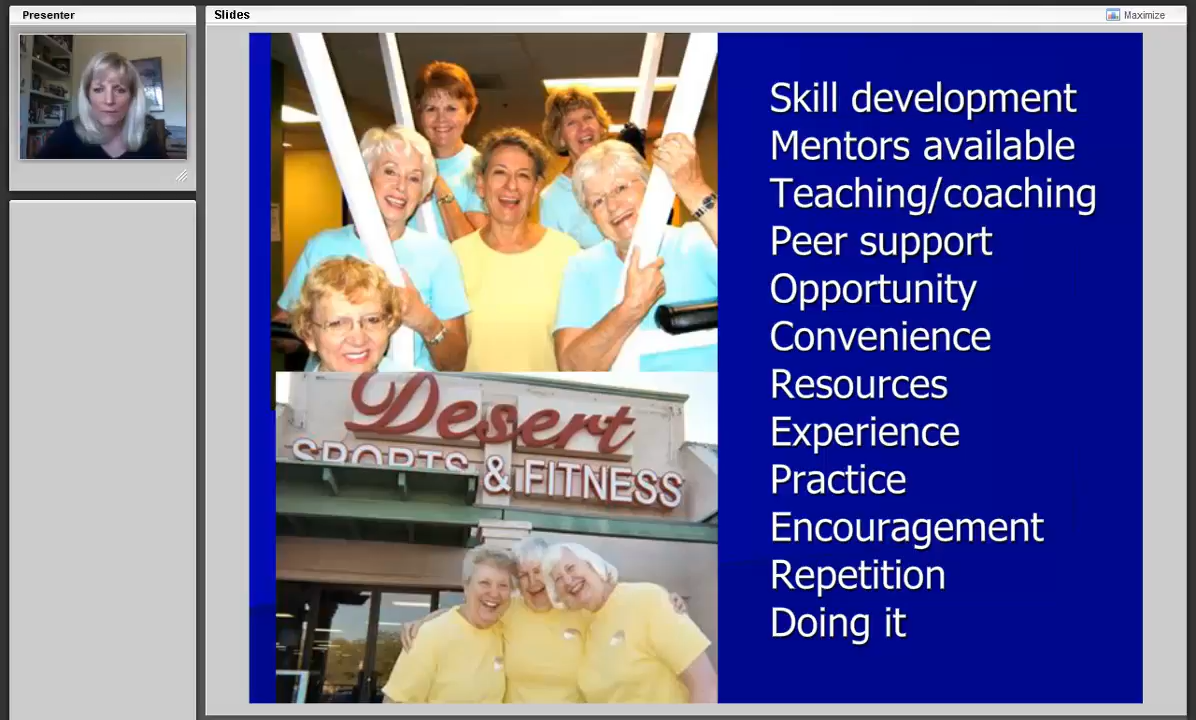 Presenter
Slides
Maximize
Skill development
Mentors available
Teaching/coaching
Peer support
Opportunity
Convenience
Resources
Experience
Practice
Encouragement
Repetition
Doing it
Desert
SPORTS & FITNESS